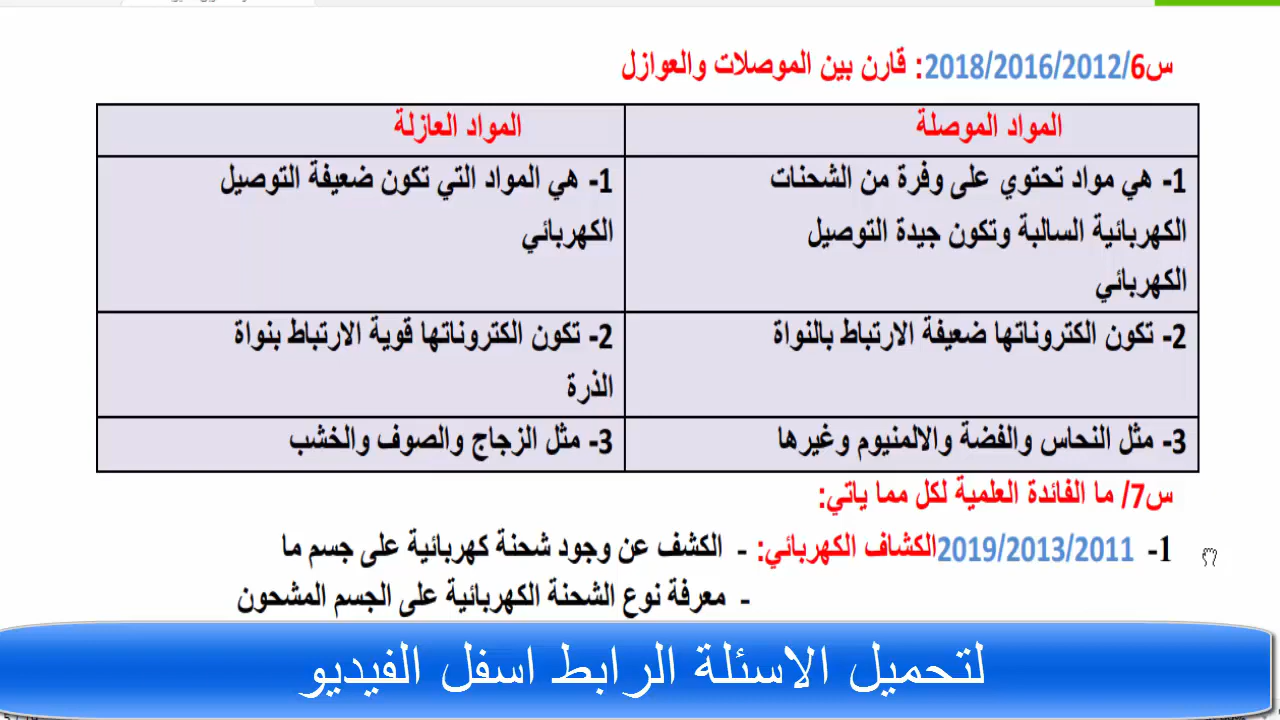 س6/2018/2016/2012: قارن بين الموصلات والعوازل
المواد الموصلة
المواد العازلة
1- هي مواد تحتوي على وفرة من الشحنات
الكهربائية السالبة وتكون جيدة التوصيل
الكهربائي
1- هي المواد التي تكون ضعيفة التوصيل
الكهربائي
2- تكون الكتروناتها ضعيفة الارتباط بالنواة
2- تكون الكتروناتها قوية الارتباط بنواة
الذرة
3- مثل النحاس والفضة والالمنيوم وغيرها
3- مثل الزجاج والصوف والخشب
س7/ ما الفائدة العلمية لكل مما ياتي:
1- 2019/2013/2011الكشاف الكهربائي: - الكشف عن وجود شحنة كهربائية على جسم ما
- معرفة نوع الشحنة الكهربائية على الجسم المشحون
لتحميل الاسئلة الرابط اسفل الفيديو